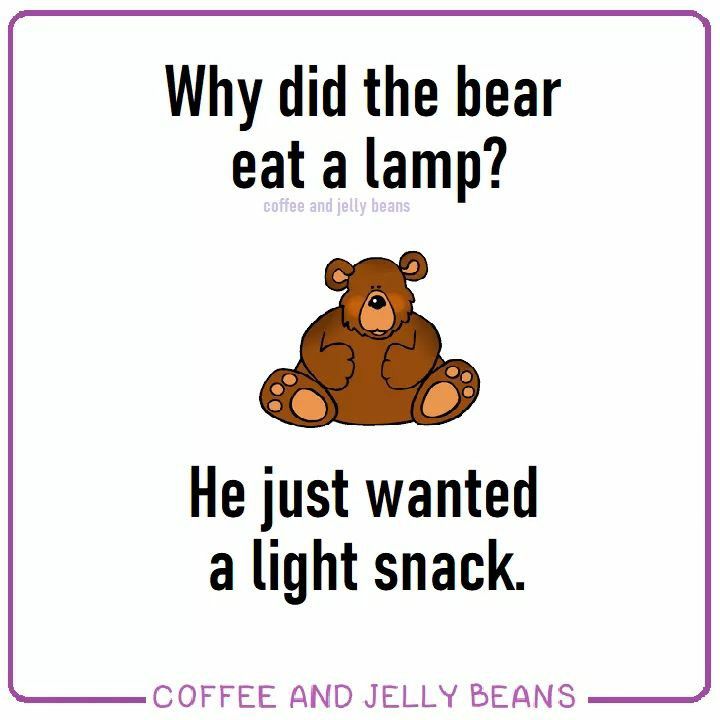 Why did the bear
eat a lamp?
coffee and jelly beans
He just wanted
a light snack.
COFFEE AND JELLY BEANS